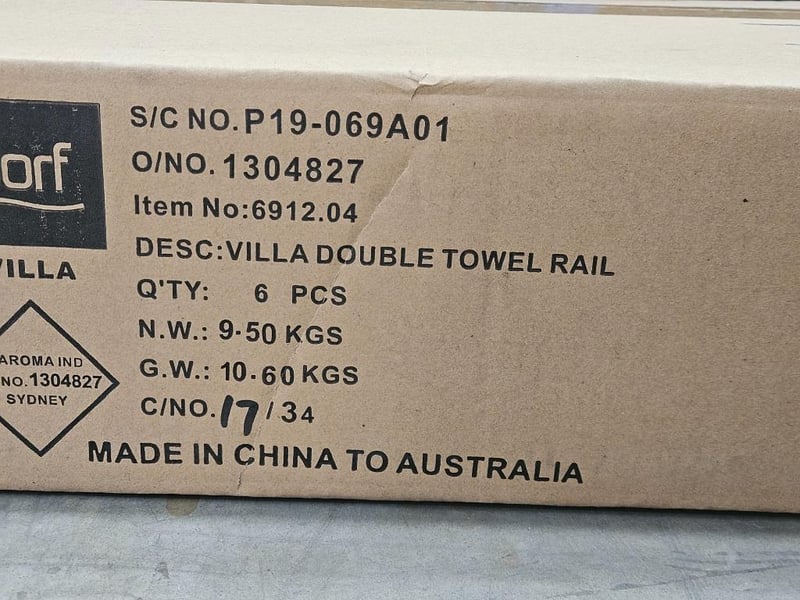 orf
VILLA
AROMA IND
NO.1304827
SYDNEY
S/C NO.P19-069A01
O/NO.1304827
Item No:6912.04
DESC:VILLA DOUBLE TOWEL RAIL
Q'TY: 6 PCS
N.W.: 9.50 KGS
G.W.: 10.60 KGS
C/NO.17/34
MADE IN CHINA TO AUSTRALIA